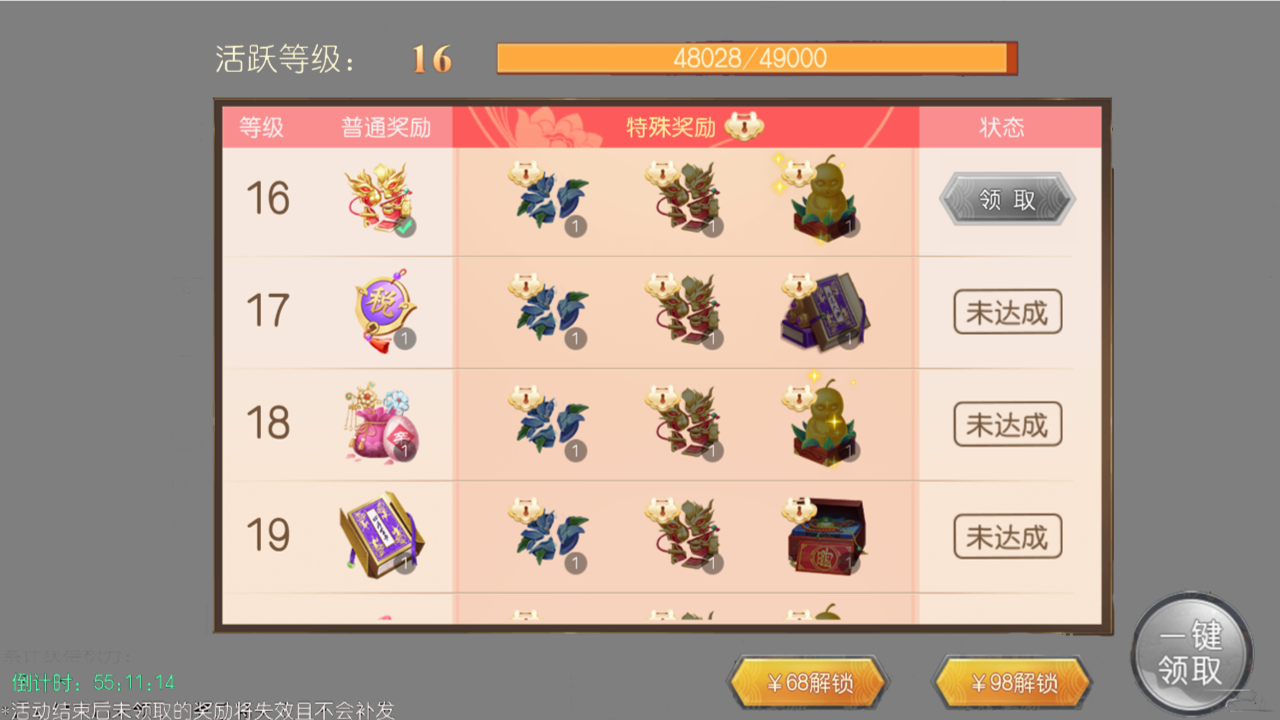 活跃等级： 16 48028/49000
等级 普通奖励 特殊奖励 状态
16 1 1 1 领取
17 税 1 1 1 1 未达成
18 1 1 1 1 未达成
19 1 1 1 1 未达成
一键
领取
倒计时：55:11:14
￥68解锁 ￥98解锁
*活动结束后未领取的奖励将失效且不会补发